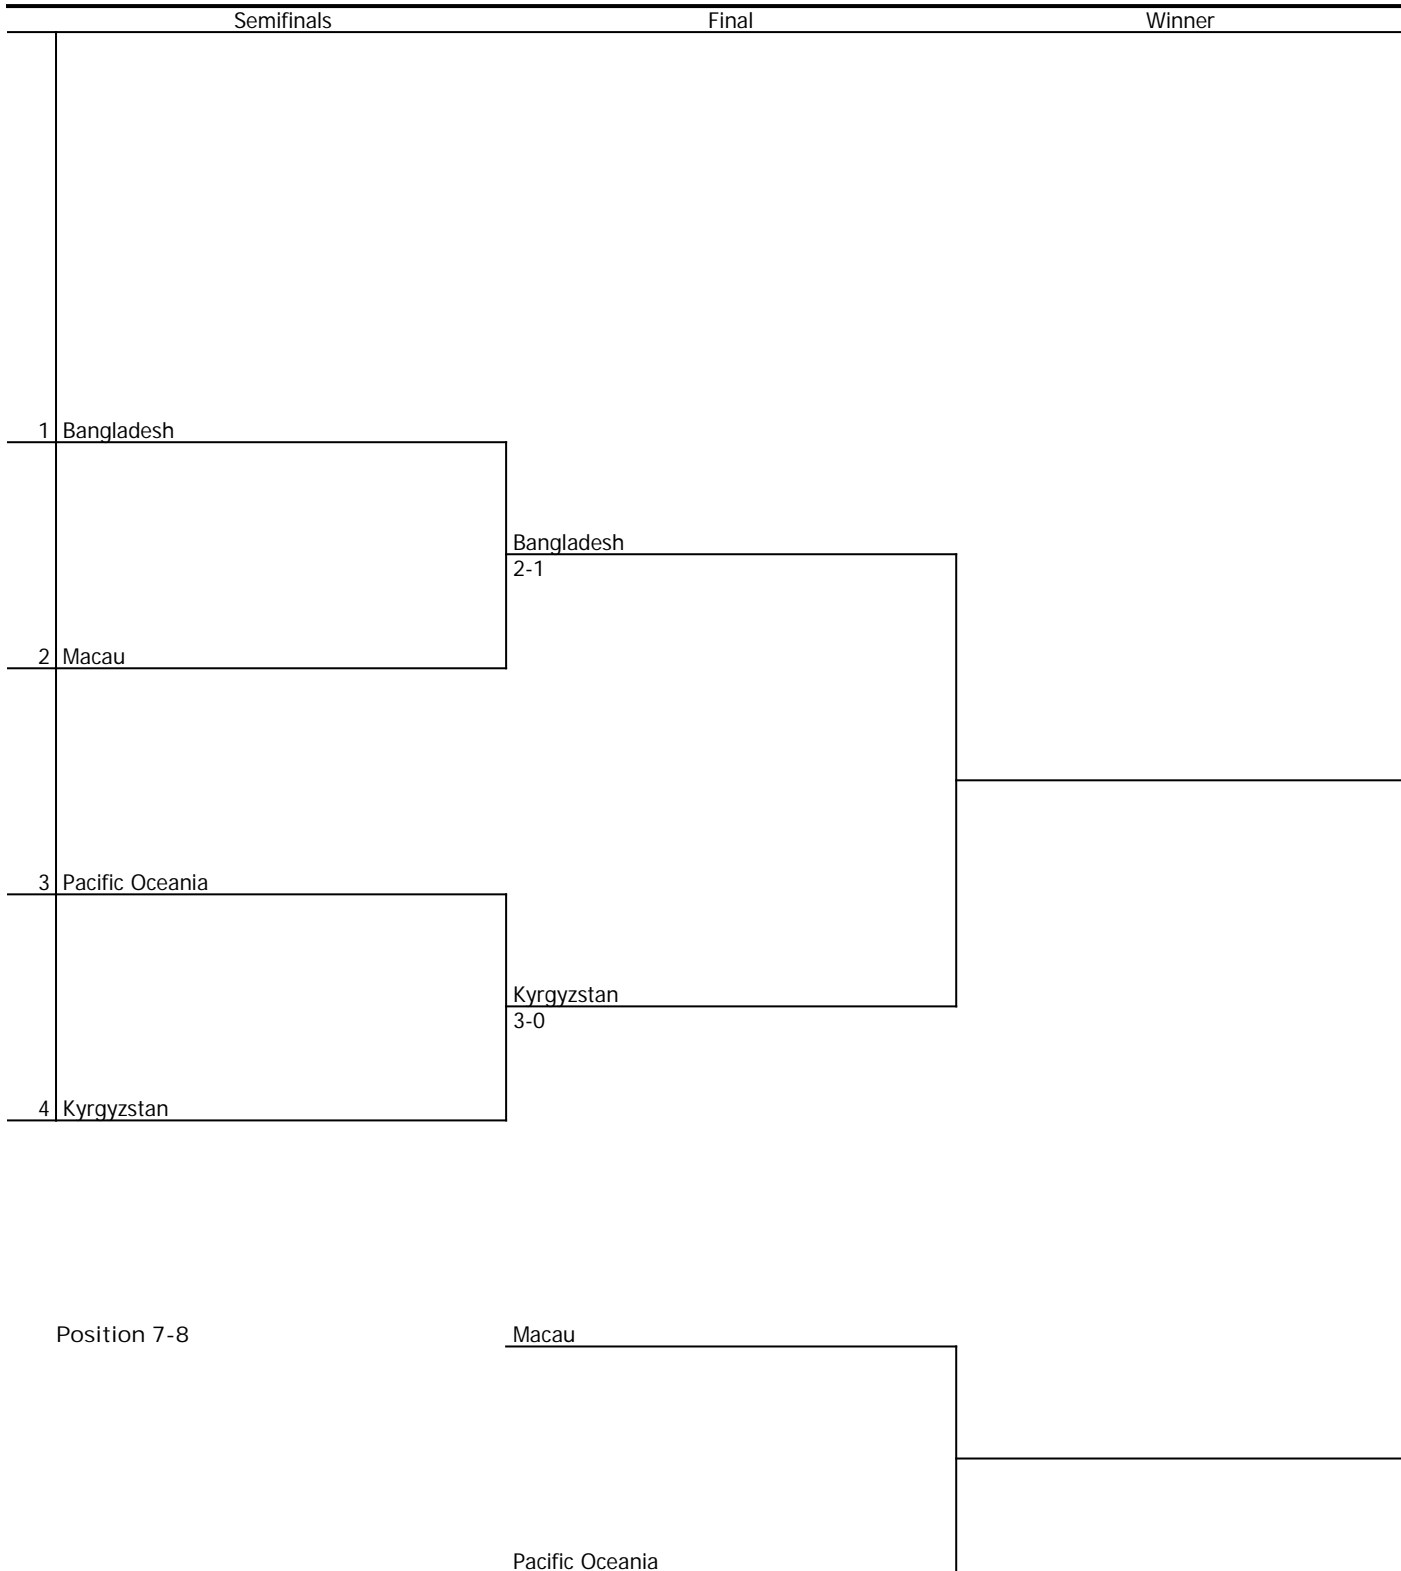 Semifinals Final Winner
1 Bangladesh
Bangladesh
2-1
2 Macau
3 Pacific Oceania
Kyrgyzstan
3-0
4 Kyrgyzstan
Position 7-8 Macau
Pacific Oceania